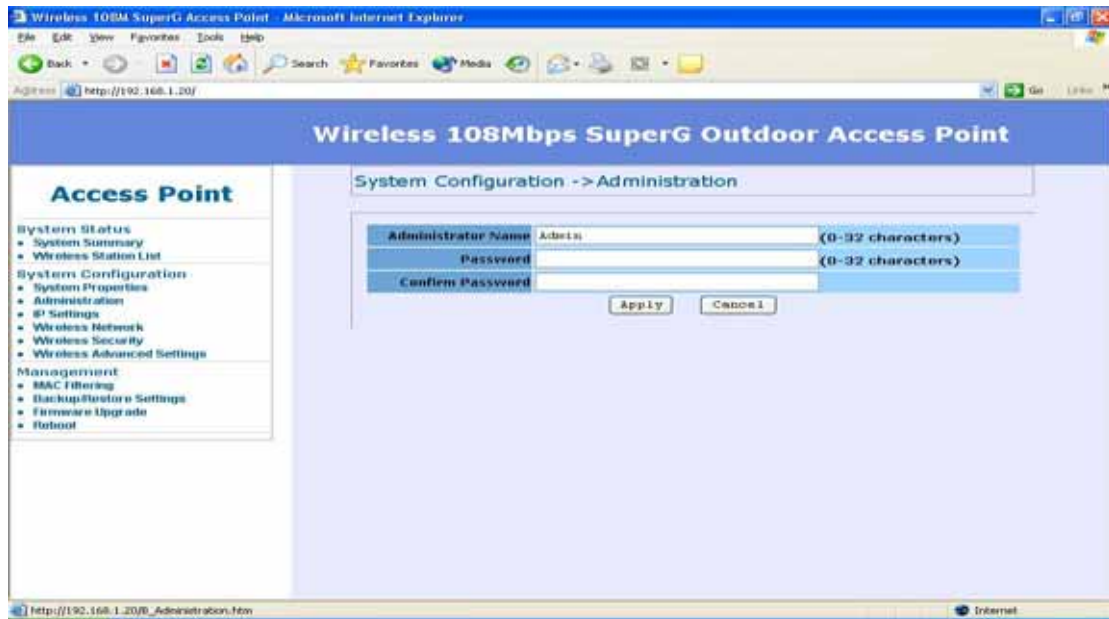 Wireless 108M SuperG Access Point - Microsoft Internet Explorer
File Edit View Favorites Tools Help
Back Search Favorites Media
Address http://192.168.1.20/ Go Links »
Wireless 108Mbps SuperG Outdoor Access Point
Access Point
System Status
System Summary
Wireless Station List
System Configuration
System Properties
Administration
IP Settings
Wireless Network
Wireless Security
Wireless Advanced Settings
Management
MAC Filtering
Backup/Restore Settings
Firmware Upgrade
Reboot
System Configuration ->Administration
Administrator Name Admin (0-32 characters)
Password (0-32 characters)
Confirm Password
Apply Cancel
http://192.168.1.20/B_Administration.htm Internet